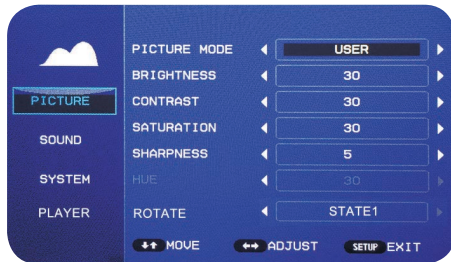 PICTURE MODE USER
BRIGHTNESS 30
PICTURE
CONTRAST 30
SATURATION 30
SOUND
SHARPNESS 5
SYSTEM
HUE 30
PLAYER
ROTATE STATE1
MOVE ADJUST SETUP EXIT